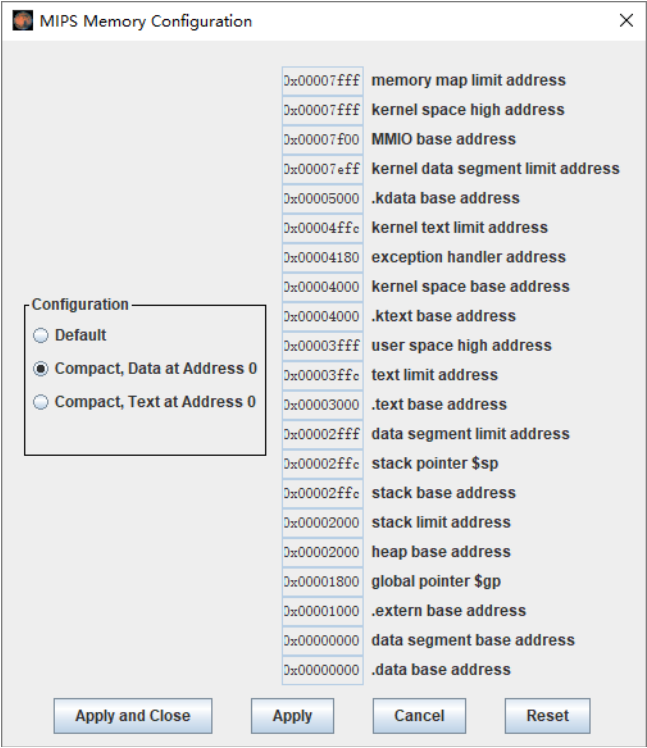 MIPS Memory Configuration
0x00007fff memory map limit address
0x00007fff kernel space high address
0x00007f00 MMIO base address
0x00007eff kernel data segment limit address
0x00005000 .kdata base address
0x00004ffc kernel text limit address
0x00004180 exception handler address
0x00004000 kernel space base address
0x00004000 .ktext base address
0x00003fff user space high address
0x00003ffc text limit address
0x00003000 .text base address
0x00002fff data segment limit address
0x00002ffc stack pointer $sp
0x00002ffc stack base address
0x00002000 stack limit address
0x00002000 heap base address
0x00001800 global pointer $gp
0x00001000 .extern base address
0x00000000 data segment base address
0x00000000 .data base address
Configuration
Default
Compact, Data at Address 0
Compact, Text at Address 0
Apply and Close Apply Cancel Reset